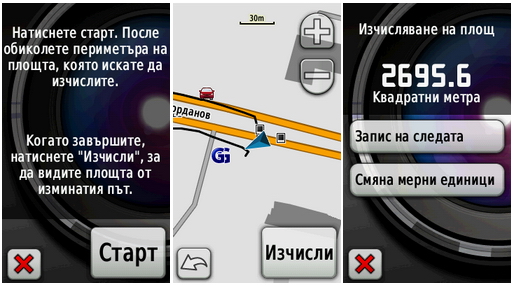 Натиснете старт. После
обиколете периметъра на
площта, която искате да
изчислите.
Когато завършите,
натиснете "Изчисли", за
да видите площта от
изминатия път.
Старт
30m
орданов
Gi
Изчисли
Изчисляване на площ
2695.6
Квадратни метра
Запис на следата
Смяна мерни единици